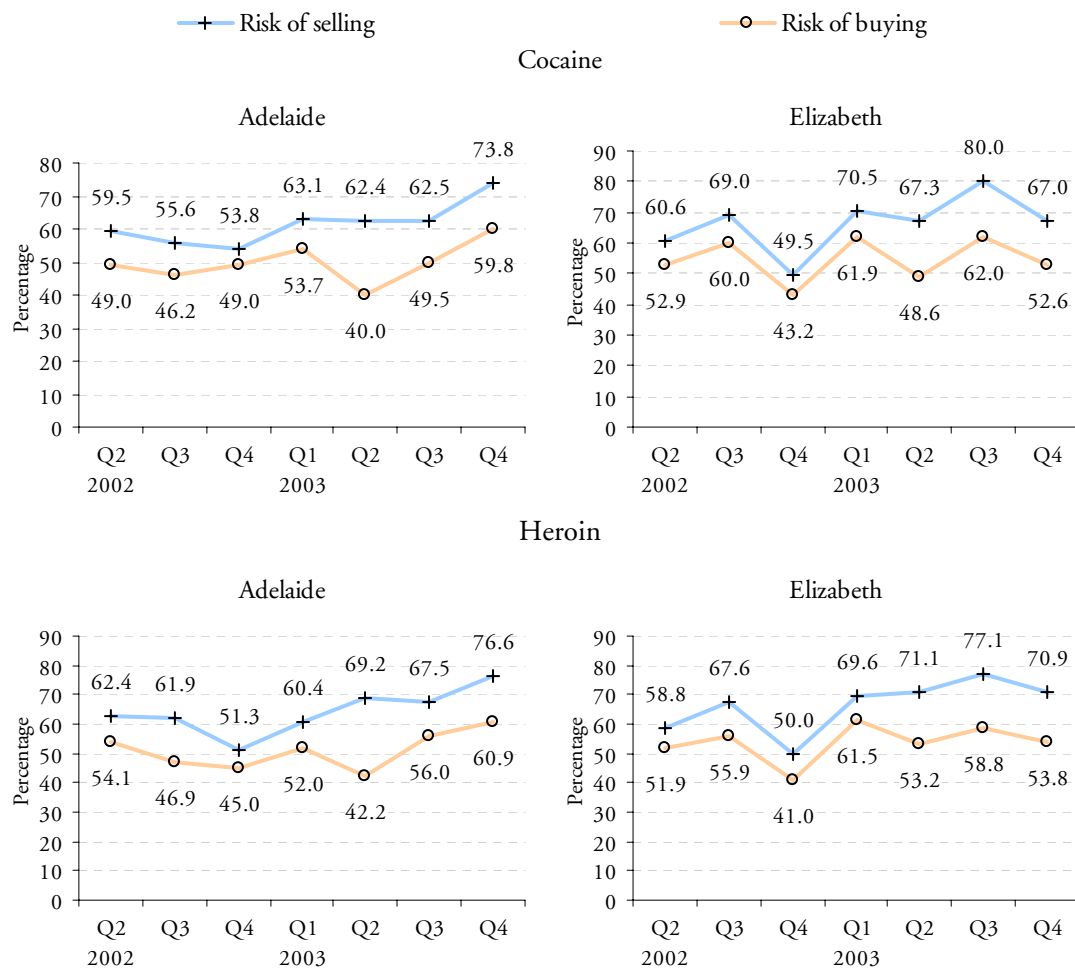 Risk of selling Risk of buying
Cocaine
Adelaide
Percentage
80
70
60
50
40
30
20
10
0
59.5 55.6 53.8 63.1 62.4 62.5 73.8
49.0 46.2 49.0 53.7 40.0 49.5 59.8
Q2 Q3 Q4 Q1 Q2 Q3 Q4
2002 2003
Elizabeth
Percentage
90
80
70
60
50
40
30
20
10
0
60.6 69.0 49.5 70.5 67.3 80.0 67.0
52.9 60.0 43.2 61.9 48.6 62.0 52.6
Q2 Q3 Q4 Q1 Q2 Q3 Q4
2002 2003
Heroin
Adelaide
Percentage
90
80
70
60
50
40
30
20
10
0
62.4 61.9 51.3 60.4 69.2 67.5 76.6
54.1 46.9 45.0 52.0 42.2 56.0 60.9
Q2 Q3 Q4 Q1 Q2 Q3 Q4
2002 2003
Elizabeth
Percentage
90
80
70
60
50
40
30
20
10
0
58.8 67.6 50.0 69.6 71.1 77.1 70.9
51.9 55.9 41.0 61.5 53.2 58.8 53.8
Q2 Q3 Q4 Q1 Q2 Q3 Q4
2002 2003